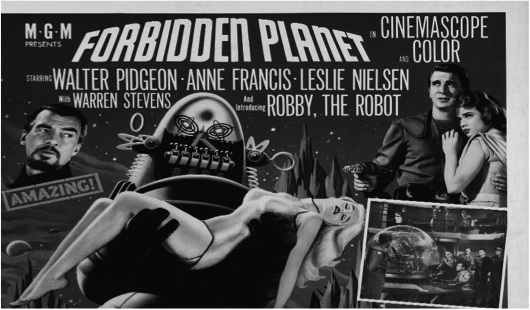 M·G·M
PRESENTS
FORBIDDEN PLANET
IN CINEMASCOPE
AND COLOR
STARRING WALTER PIDGEON · ANNE FRANCIS · LESLIE NIELSEN
With WARREN STEVENS
And Introducing ROBBY, THE ROBOT
AMAZING!